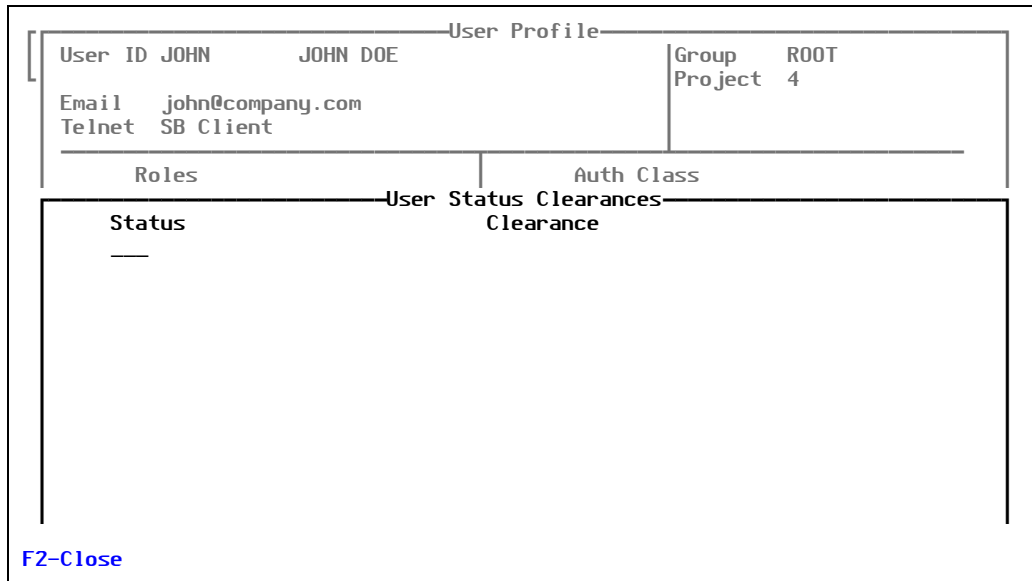 User Profile
User ID JOHN JOHN DOE Group ROOT
Project 4
Email john@company.com
Telnet SB Client
Roles Auth Class
User Status Clearances
Status Clearance
___
F2-Close